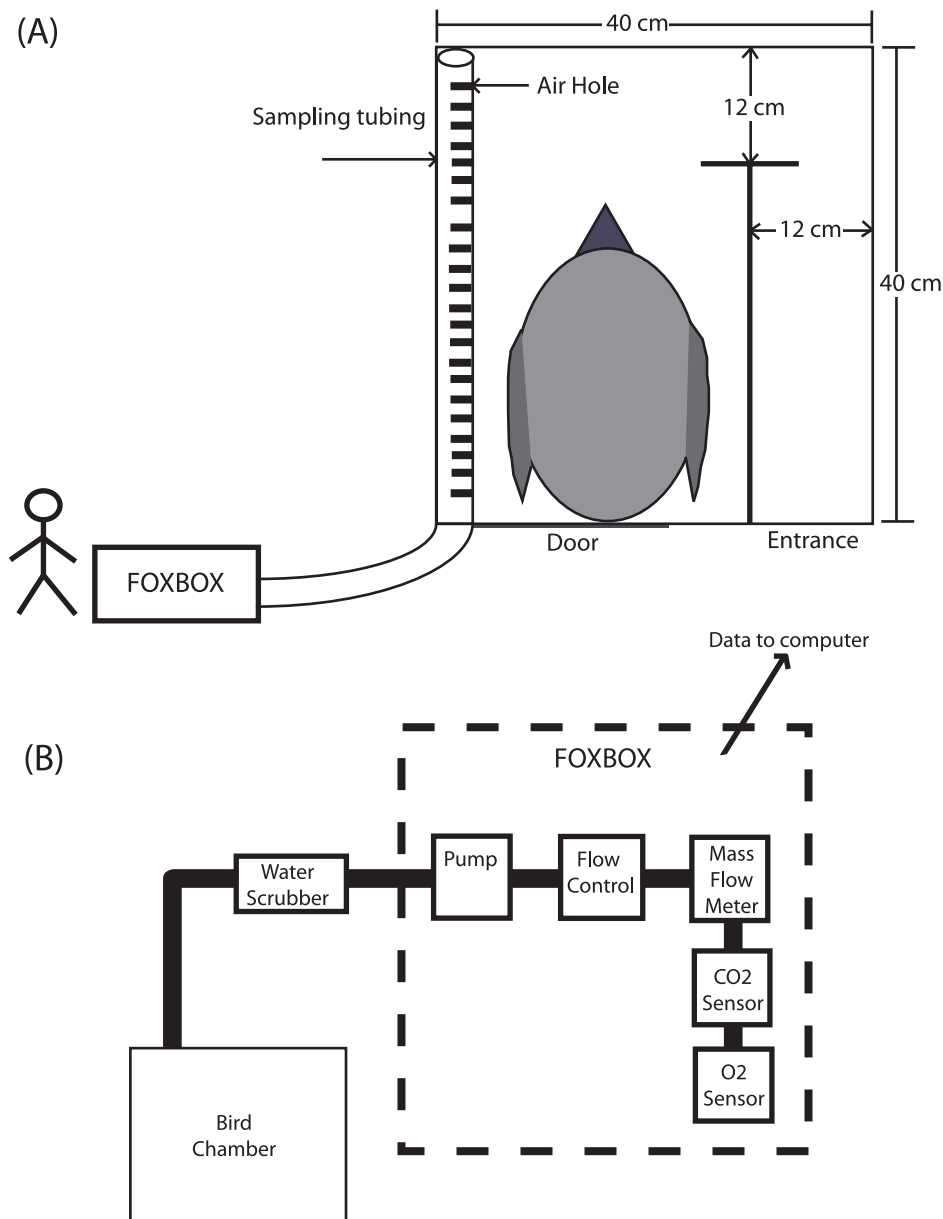 (A)
40 cm
Air Hole
12 cm
Sampling tubing
12 cm
40 cm
Door
Entrance
FOXBOX
Data to computer
(B)
FOXBOX
Pump
Flow
Control
Mass
Flow
Meter
Water
Scrubber
CO2
Sensor
O2
Sensor
Bird
Chamber